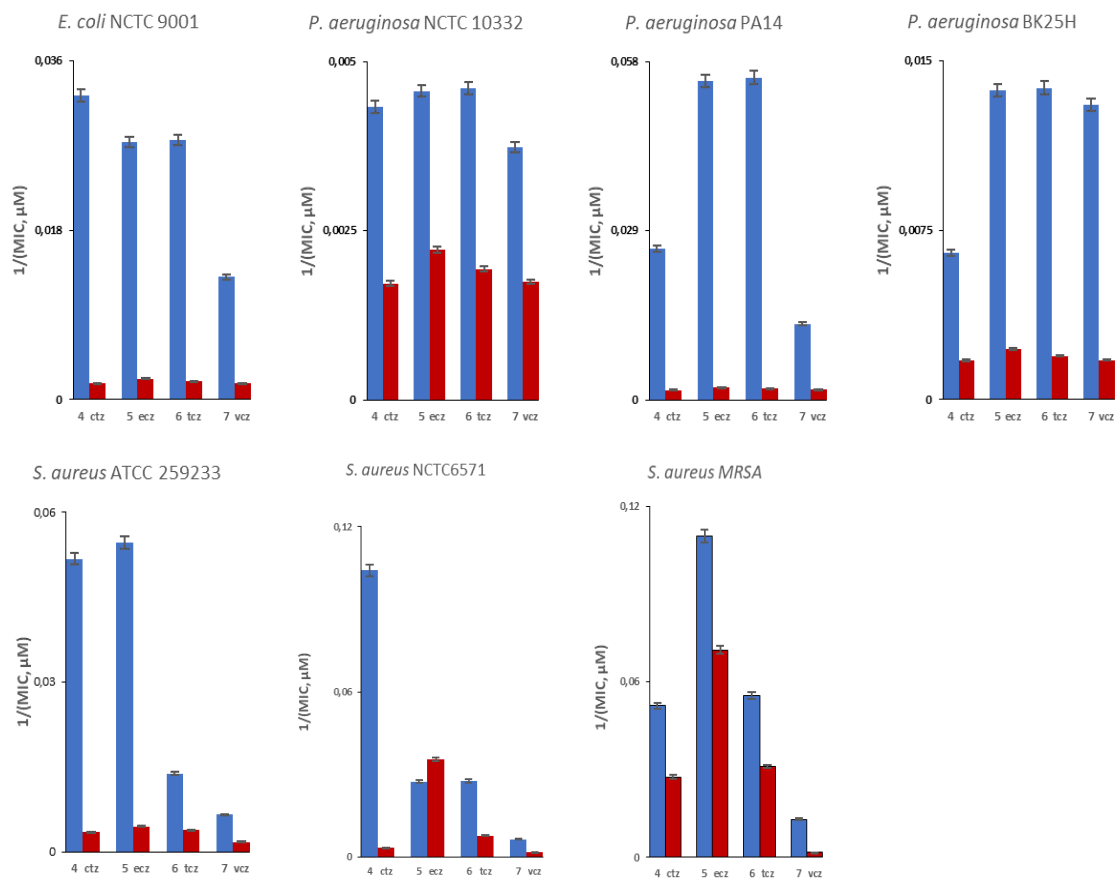 E. coli NCTC 9001
0,036
0,018
0
1/(MIC, µM)
4 ctz 5 ecz 6 tcz 7 vcz
P. aeruginosa NCTC 10332
0,005
0,0025
0
1/(MIC, µM)
4 ctz 5 ecz 6 tcz 7 vcz
P. aeruginosa PA14
0,058
0,029
0
1/(MIC, µM)
4 ctz 5 ecz 6 tcz 7 vcz
P. aeruginosa BK25H
0,015
0,0075
0
1/(MIC, µM)
4 ctz 5 ecz 6 tcz 7 vcz
S. aureus ATCC 259233
0,06
0,03
0
1/(MIC, µM)
4 ctz 5 ecz 6 tcz 7 vcz
S. aureus NCTC6571
0,12
0,06
0
1/(MIC, µM)
4 ctz 5 ecz 6 tcz 7 vcz
S. aureus MRSA
0,12
0,06
0
1/(MIC, µM)
4 ctz 5 ecz 6 tcz 7 vcz